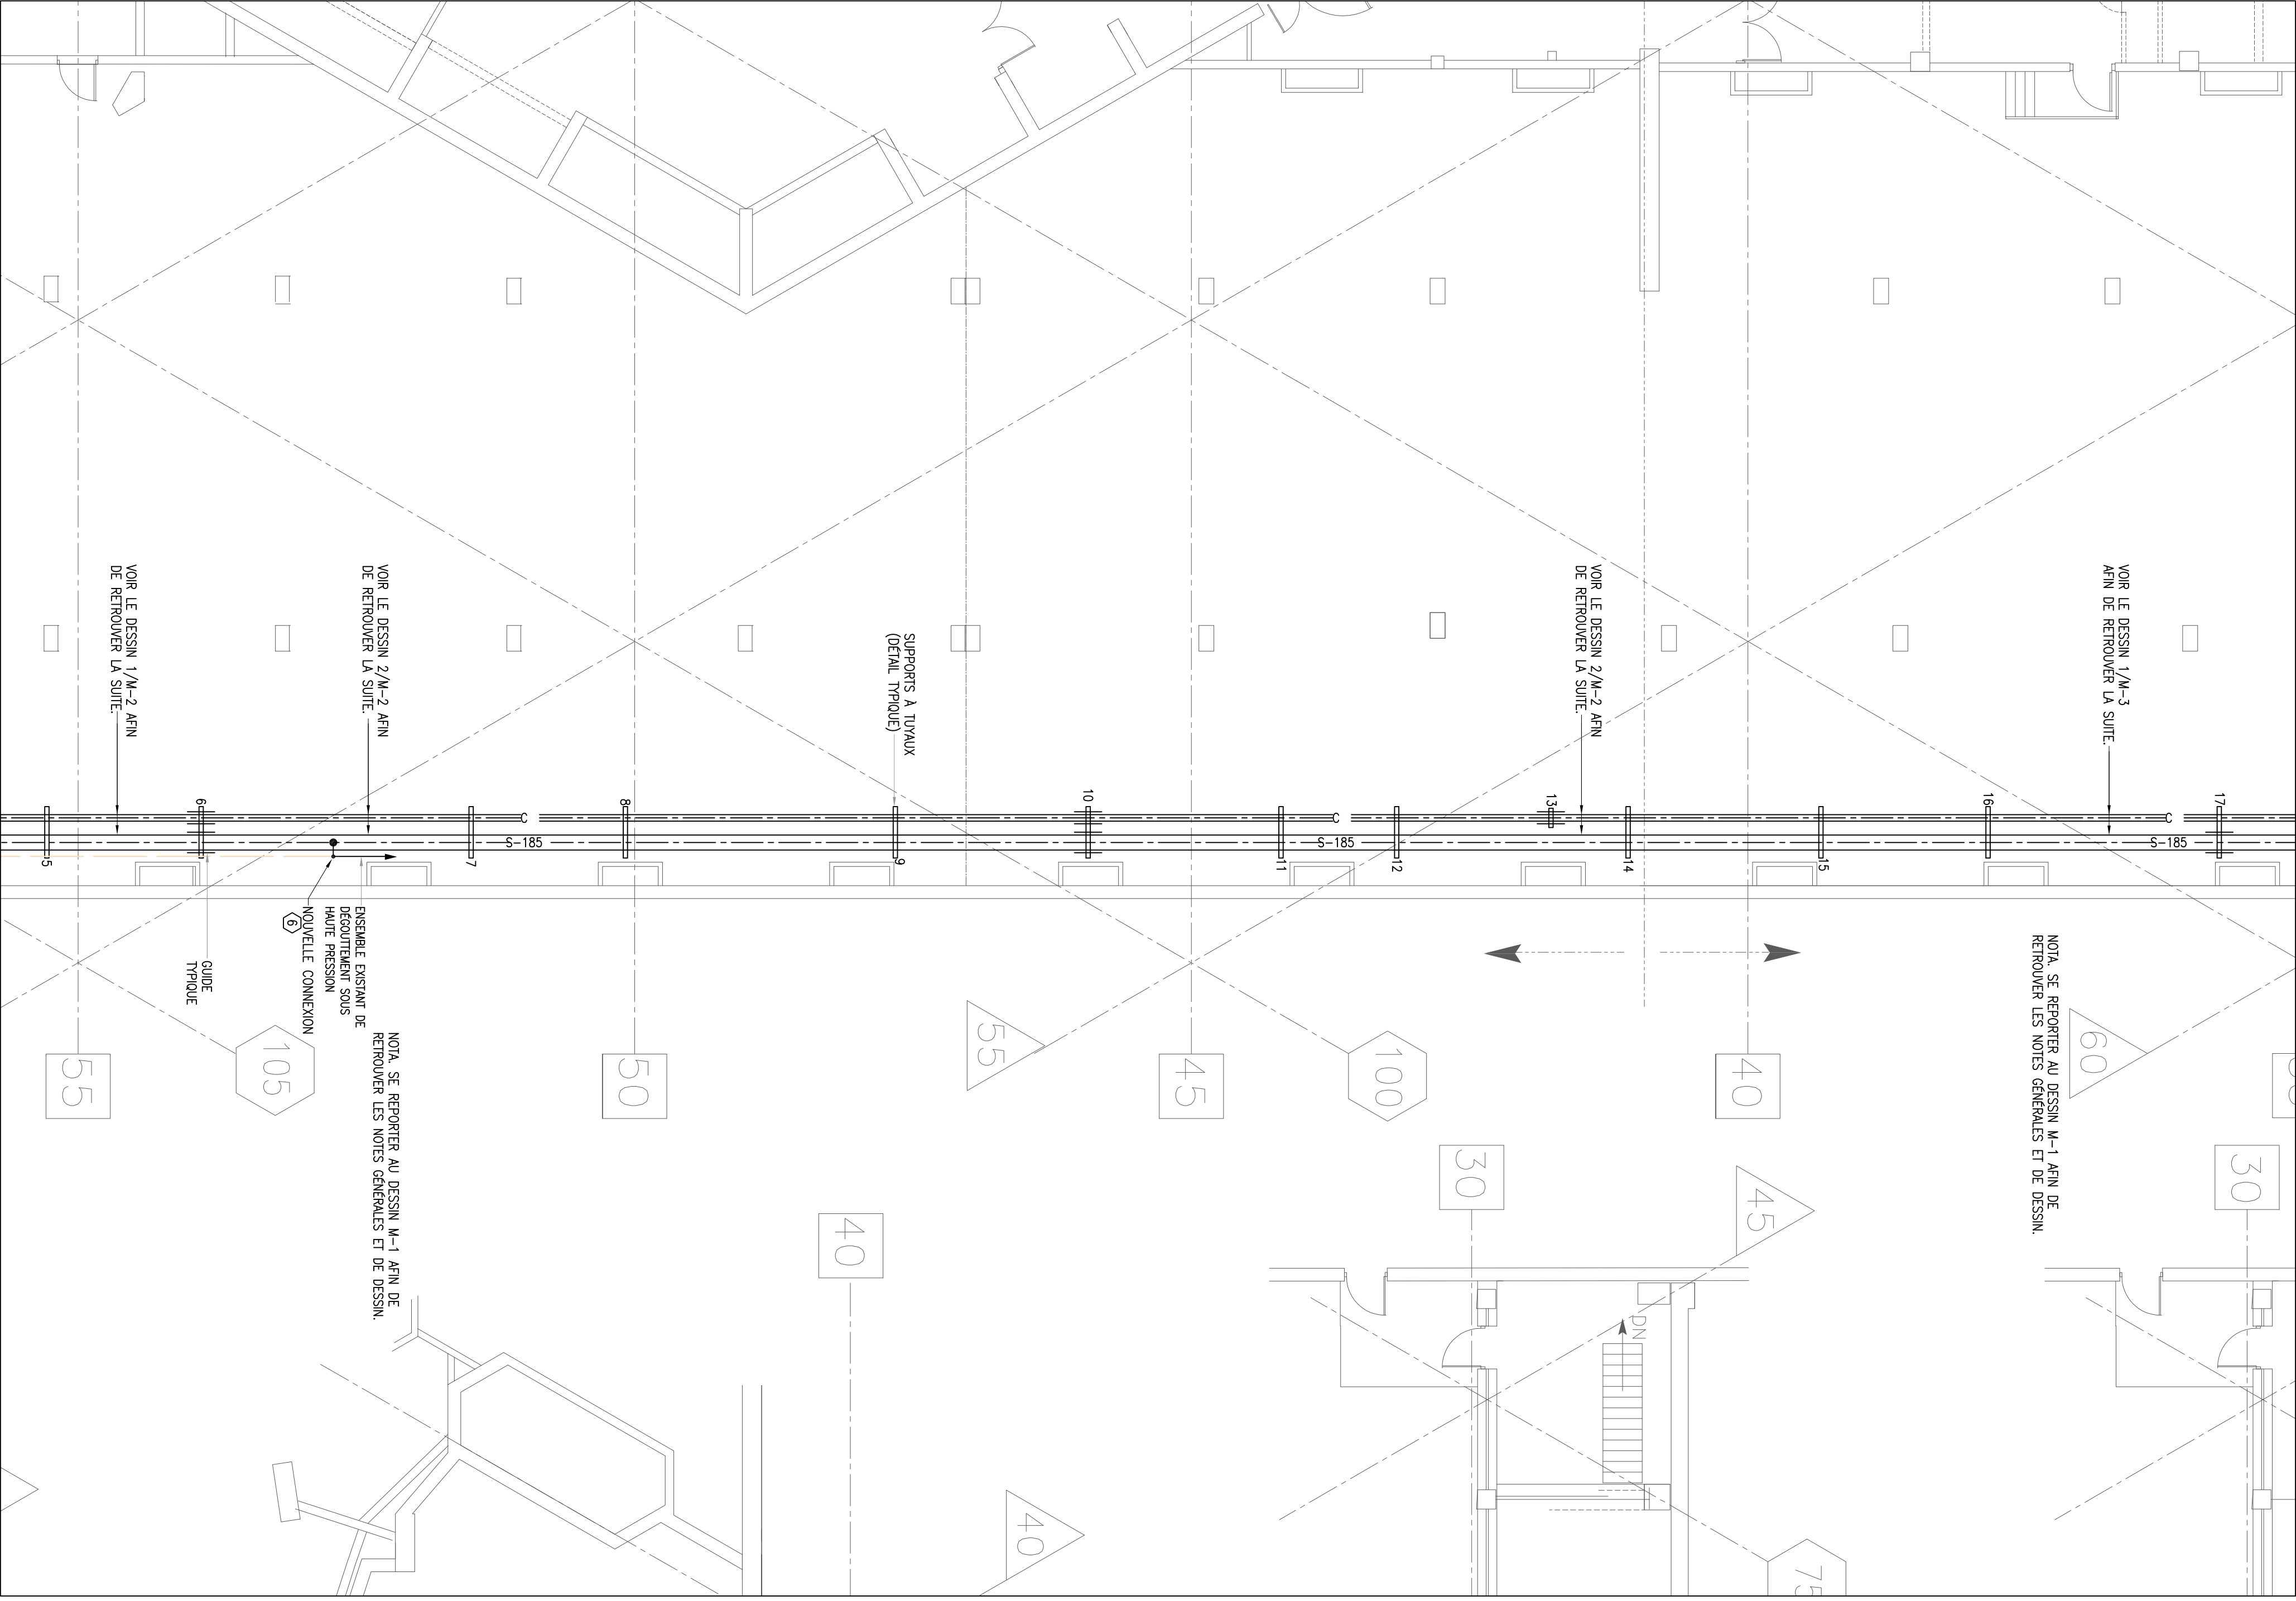 VOIR LE DESSIN 1/M-2 AFIN
DE RETROUVER LA SUITE.
VOIR LE DESSIN 2/M-2 AFIN
DE RETROUVER LA SUITE.
SUPPORTS À TUYAUX
(DÉTAIL TYPIQUE)
VOIR LE DESSIN 2/M-2 AFIN
DE RETROUVER LA SUITE.
VOIR LE DESSIN 1/M-3
AFIN DE RETROUVER LA SUITE.
5
6
7
C
S-185
8
9
10
11
C
S-185
12
13
14
15
16
C
S-185
17
GUIDE
TYPIQUE
6
NOUVELLE CONNEXION
ENSEMBLE EXISTANT DE
DÉGOUTTEMENT SOUS
HAUTE PRESSION
NOTA. SE REPORTER AU DESSIN M-1 AFIN DE
RETROUVER LES NOTES GÉNÉRALES ET DE DESSIN.
NOTA. SE REPORTER AU DESSIN M-1 AFIN DE
RETROUVER LES NOTES GÉNÉRALES ET DE DESSIN.
55
105
50
55
45
100
40
60
30
30
45
40
DN
40
75